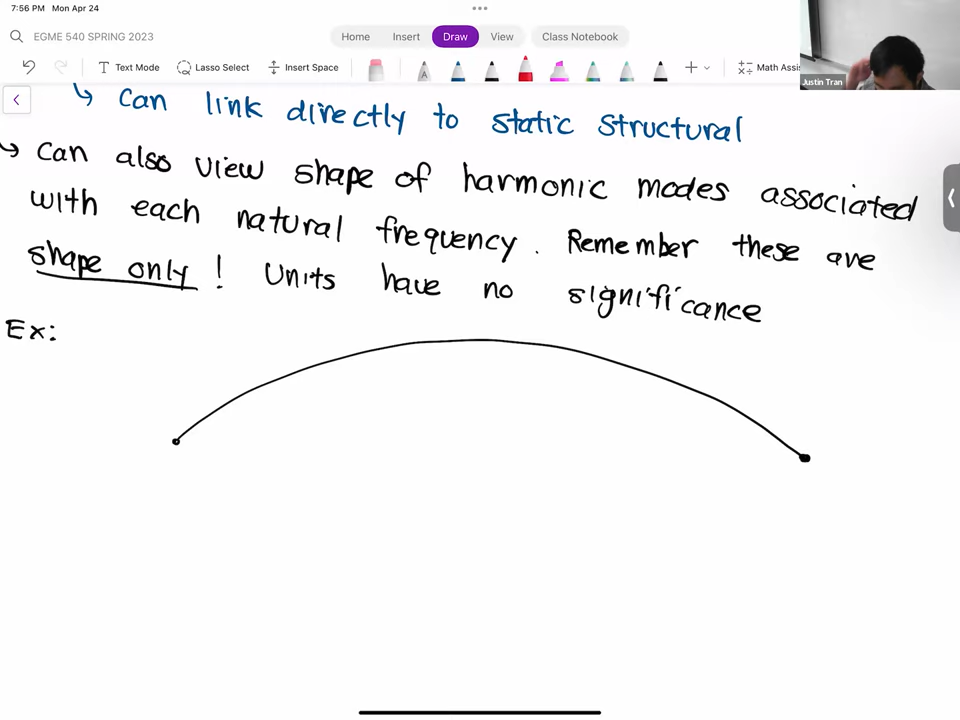 7:56 PM Mon Apr 24
EGME 540 SPRING 2023
Home Insert Draw View Class Notebook
Text Mode Lasso Select Insert Space Math Assis
Justin Tran
↳ Can link directly to static structural
↳ Can also view shape of harmonic modes associated
with each natural frequency. Remember these are
shape only! Units have no significance
Ex: